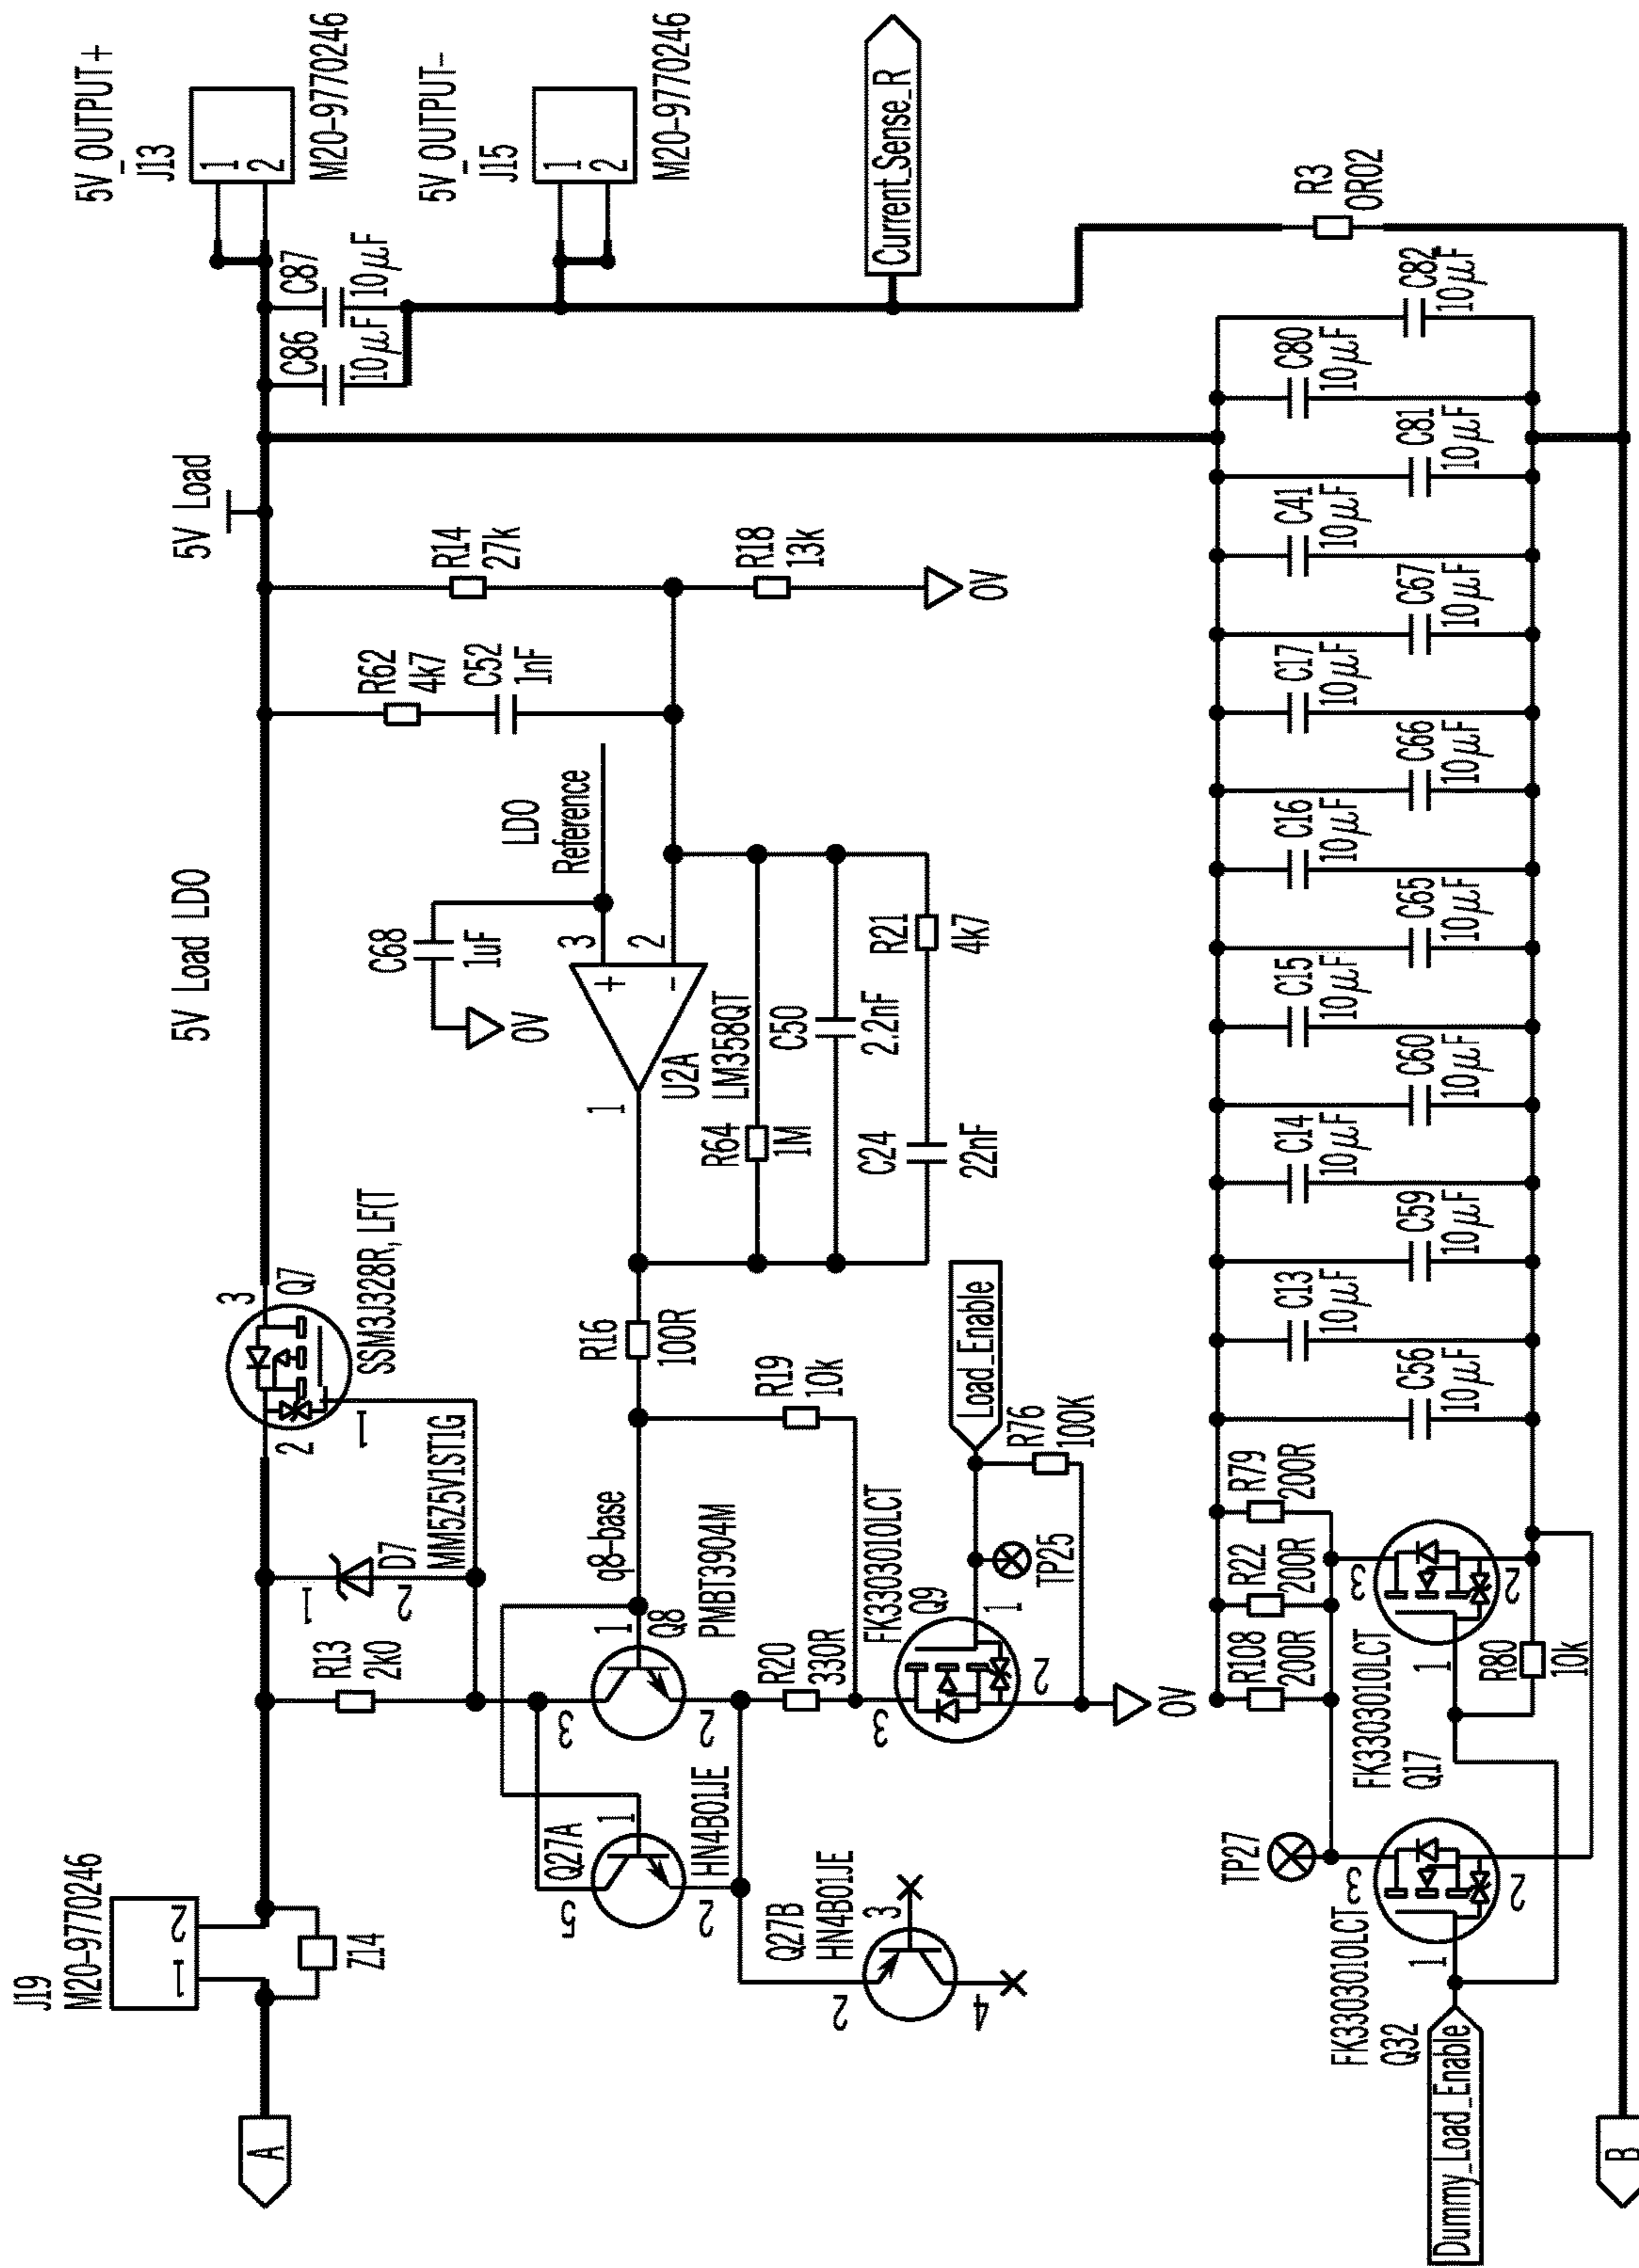 A
J19
M20-9770246
1
2
Z14
R13
2k0
1
2
D7
MM5Z5V1ST1G
2
3
1
Q7
SSM3J328R, LF(T
5V Load LDO
5V Load
5V_OUTPUT+
J13
1
2
M20-9770246
C86
10µF
C87
10µF
5V_OUTPUT-
J15
1
2
M20-9770246
Current_Sense_R
Q27A
5
1
2
HN4B01JE
3
1
2
q8-base
Q8
PMBT3904M
Q27B
HN4B01JE
2
3
4
R20
330R
R16
100R
R19
10k
1
U2A
LM358QT
+
-
3
2
C68
1uF
0V
LDO
Reference
R62
4k7
C52
1nF
R14
27k
R18
13k
0V
R64
1M
C50
2.2nF
C24
22nF
R21
4k7
FK3303010LCT
Q9
3
1
2
TP25
Load_Enable
R76
100K
0V
R3
0R02
TP27
R108
200R
R22
200R
R79
200R
C56
10µF
C13
10µF
C59
10µF
C14
10µF
C60
10µF
C15
10µF
C65
10µF
C16
10µF
C66
10µF
C17
10µF
C67
10µF
C41
10µF
C81
10µF
C80
10µF
C82
10µF
FK3303010LCT
Q32
3
1
2
FK3303010LCT
Q17
3
1
2
R80
10k
Dummy_Load_Enable
B